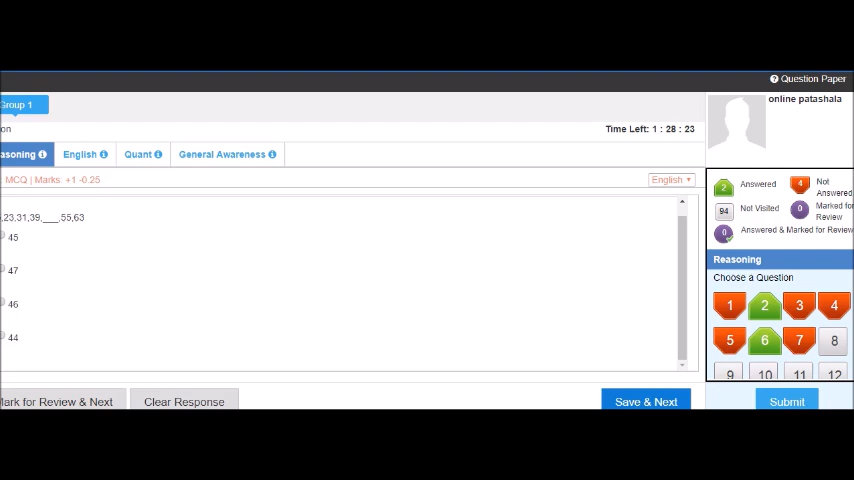 Question Paper
Group 1
online patashala
on
Time Left: 1 : 28 : 23
asoning English Quant General Awareness
MCQ | Marks: +1 -0.25
English
2 Answered
4 Not Answered
94 Not Visited
0 Marked for Review
0 Answered & Marked for Review
,23,31,39,___,55,63
45
47
46
44
Reasoning
Choose a Question
1 2 3 4
5 6 7 8
9 10 11 12
Mark for Review & Next
Clear Response
Save & Next
Submit